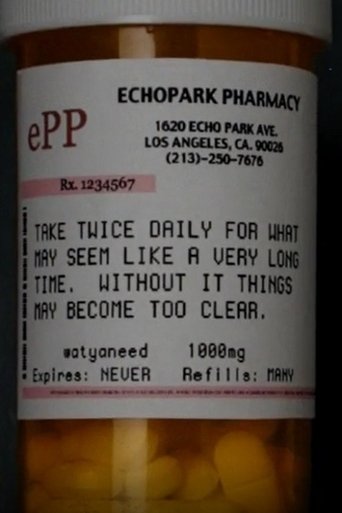 ECHOPARK PHARMACY
ePP
1620 ECHO PARK AVE.
LOS ANGELES, CA. 90026
(213)-250-7676
Rx. 1234567
TAKE TWICE DAILY FOR WHAT
MAY SEEM LIKE A VERY LONG
TIME. WITHOUT IT THINGS
MAY BECOME TOO CLEAR.
watyaneed 1000mg
Expires: NEVER Refills: MANY